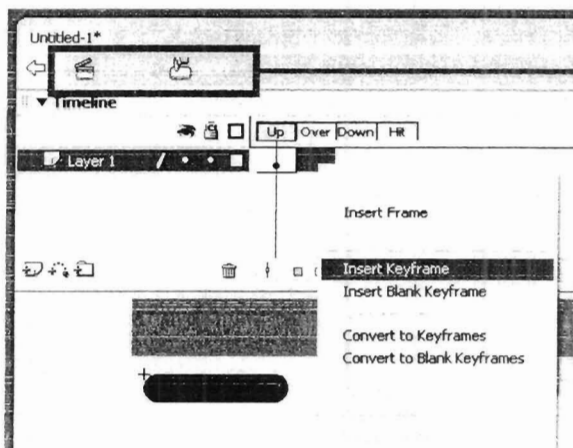 Untitled-1*
Timeline
Up Over Down Hit
Layer 1
Insert Frame
Insert Keyframe
Insert Blank Keyframe
Convert to Keyframes
Convert to Blank Keyframes